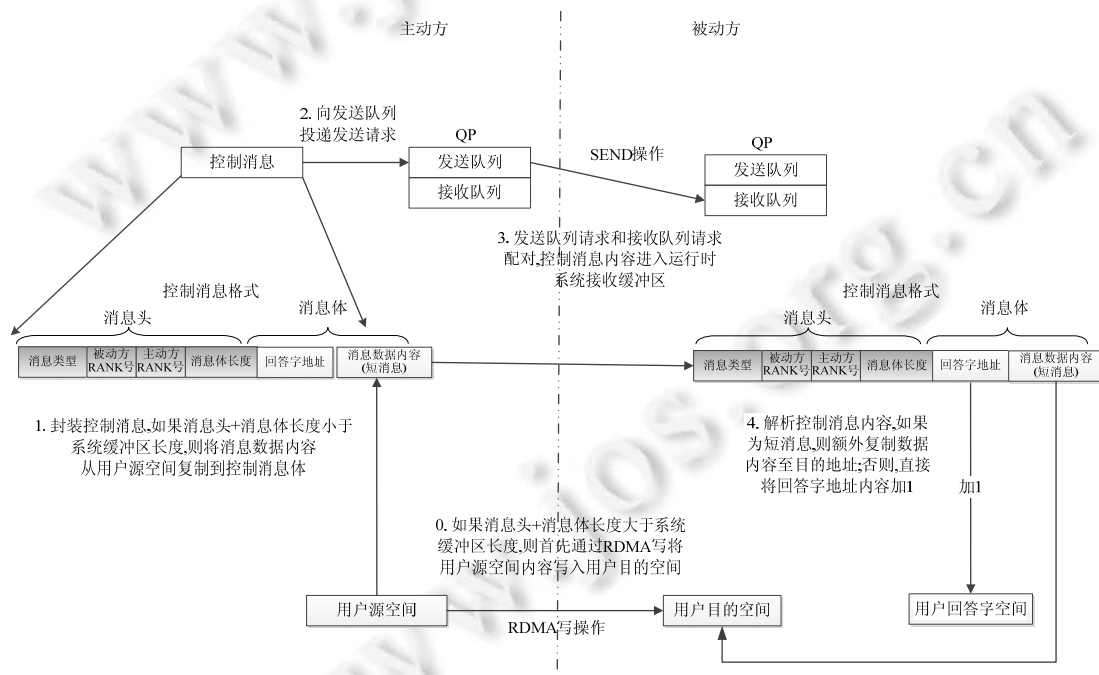 主动方
被动方
2. 向发送队列
投递发送请求
控制消息
QP
发送队列
接收队列
SEND操作
QP
发送队列
接收队列
3. 发送队列请求和接收队列请求
配对,控制消息内容进入运行时
系统接收缓冲区
控制消息格式
消息头
消息体
消息类型
被动方
RANK号
主动方
RANK号
消息体长度
回答字地址
消息数据内容
(短消息)
控制消息格式
消息头
消息体
消息类型
被动方
RANK号
主动方
RANK号
消息体长度
回答字地址
消息数据内容
(短消息)
1. 封装控制消息,如果消息头+消息体长度小于
系统缓冲区长度,则将消息数据内容
从用户源空间复制到控制消息体
4. 解析控制消息内容,如果
为短消息,则额外复制数据
内容至目的地址;否则,直接
将回答字地址内容加1
加1
0. 如果消息头+消息体长度大于系统
缓冲区长度,则首先通过RDMA写将
用户源空间内容写入用户目的空间
用户源空间
RDMA写操作
用户目的空间
用户回答字空间
www.jos.org.cn